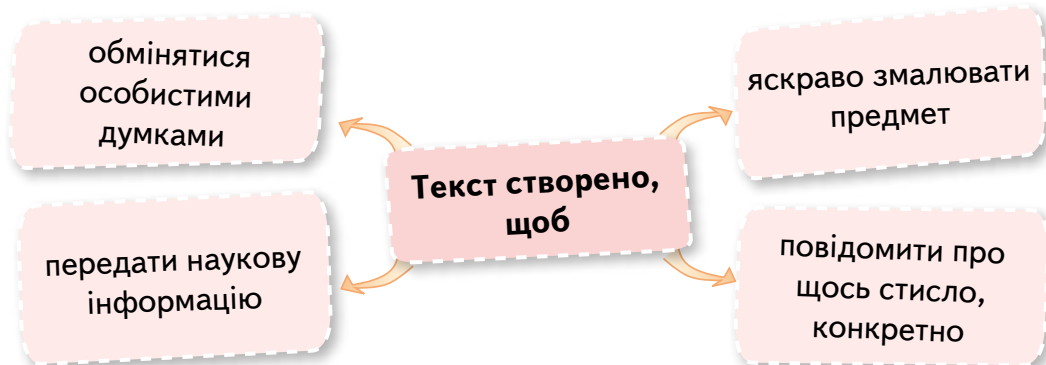 обмінятися
особистими
думками
яскраво змалювати
предмет
Текст створено,
щоб
передати наукову
інформацію
повідомити про
щось стисло,
конкретно